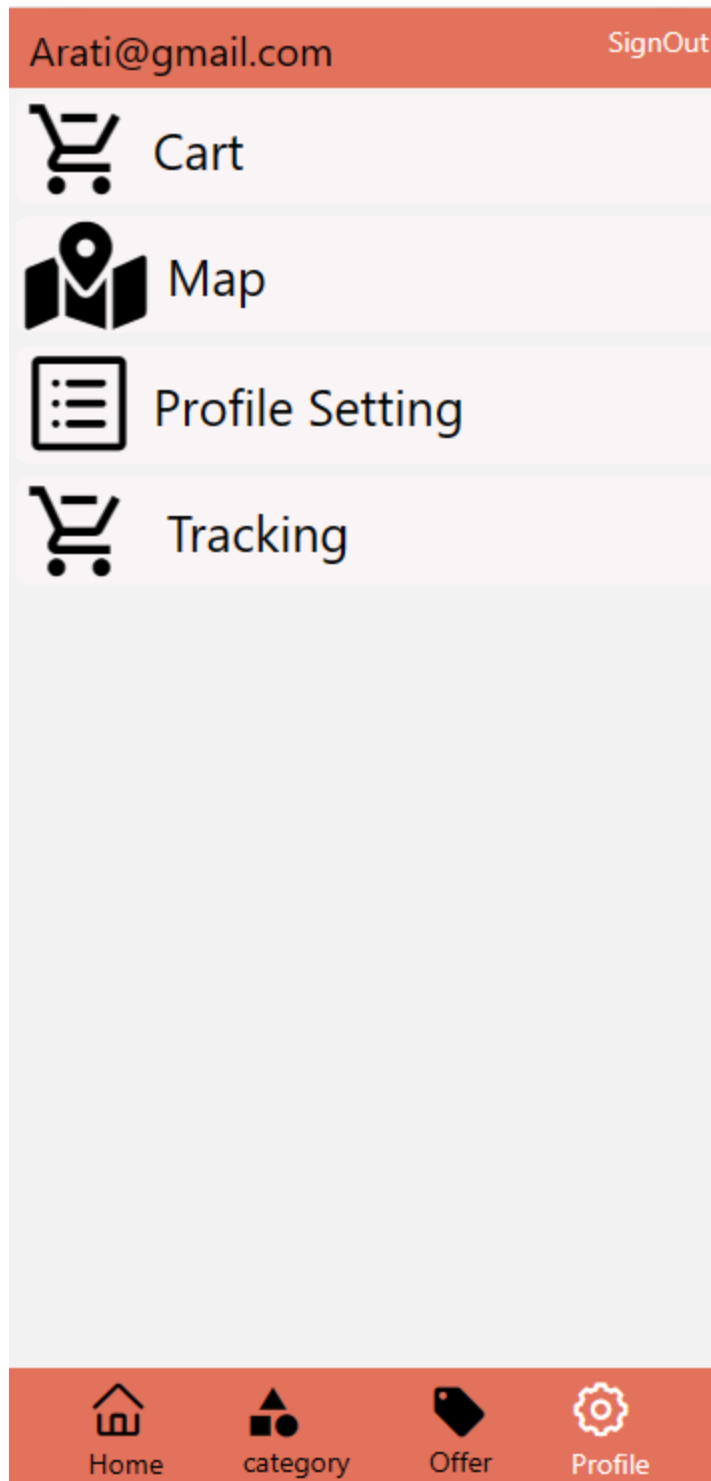 Arati@gmail.com SignOut
Cart
Map
Profile Setting
Tracking
Home category Offer Profile